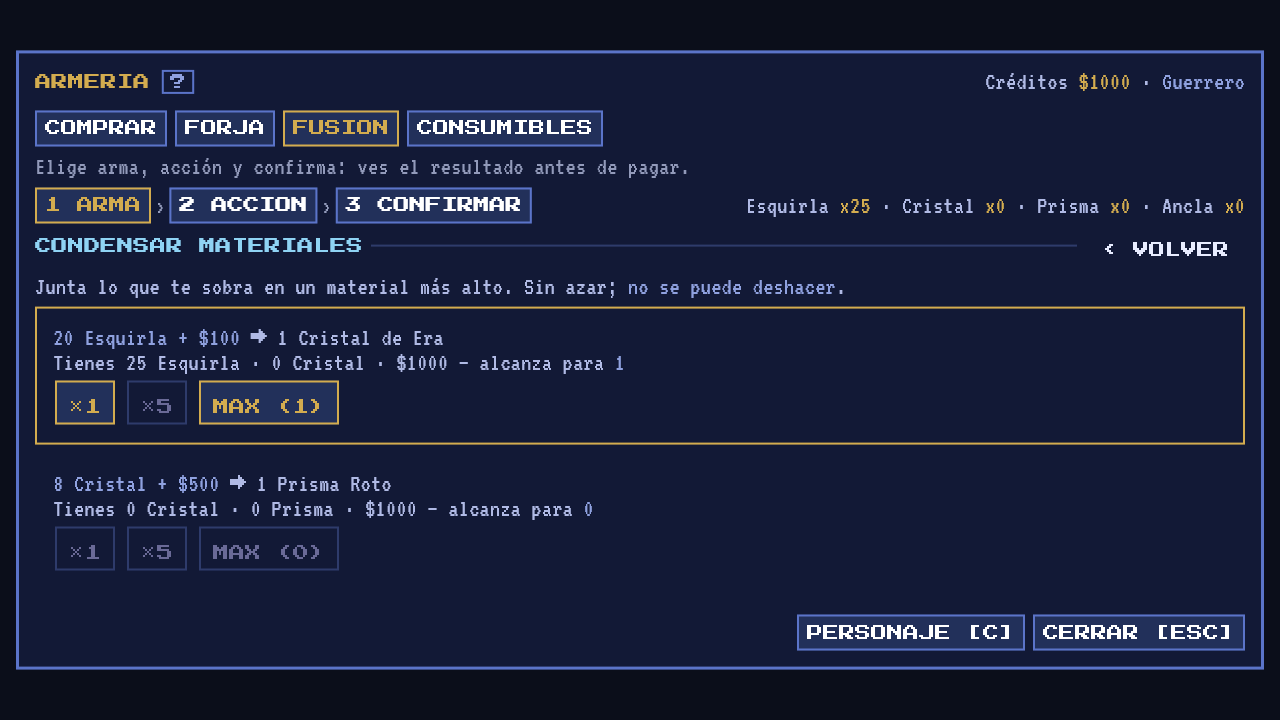 ARMERIA ? Créditos $1000 · Guerrero
COMPRAR FORJA FUSION CONSUMIBLES
Elige arma, acción y confirma: ves el resultado antes de pagar.
1 ARMA › 2 ACCION › 3 CONFIRMAR Esquirla x25 · Cristal x0 · Prisma x0 · Ancla x0
CONDENSAR MATERIALES ‹ VOLVER
Junta lo que te sobra en un material más alto. Sin azar; no se puede deshacer.
20 Esquirla + $100 ➡ 1 Cristal de Era
Tienes 25 Esquirla · 0 Cristal · $1000 — alcanza para 1
×1 ×5 MAX (1)
8 Cristal + $500 ➡ 1 Prisma Roto
Tienes 0 Cristal · 0 Prisma · $1000 — alcanza para 0
×1 ×5 MAX (0)
PERSONAJE [C] CERRAR [ESC]